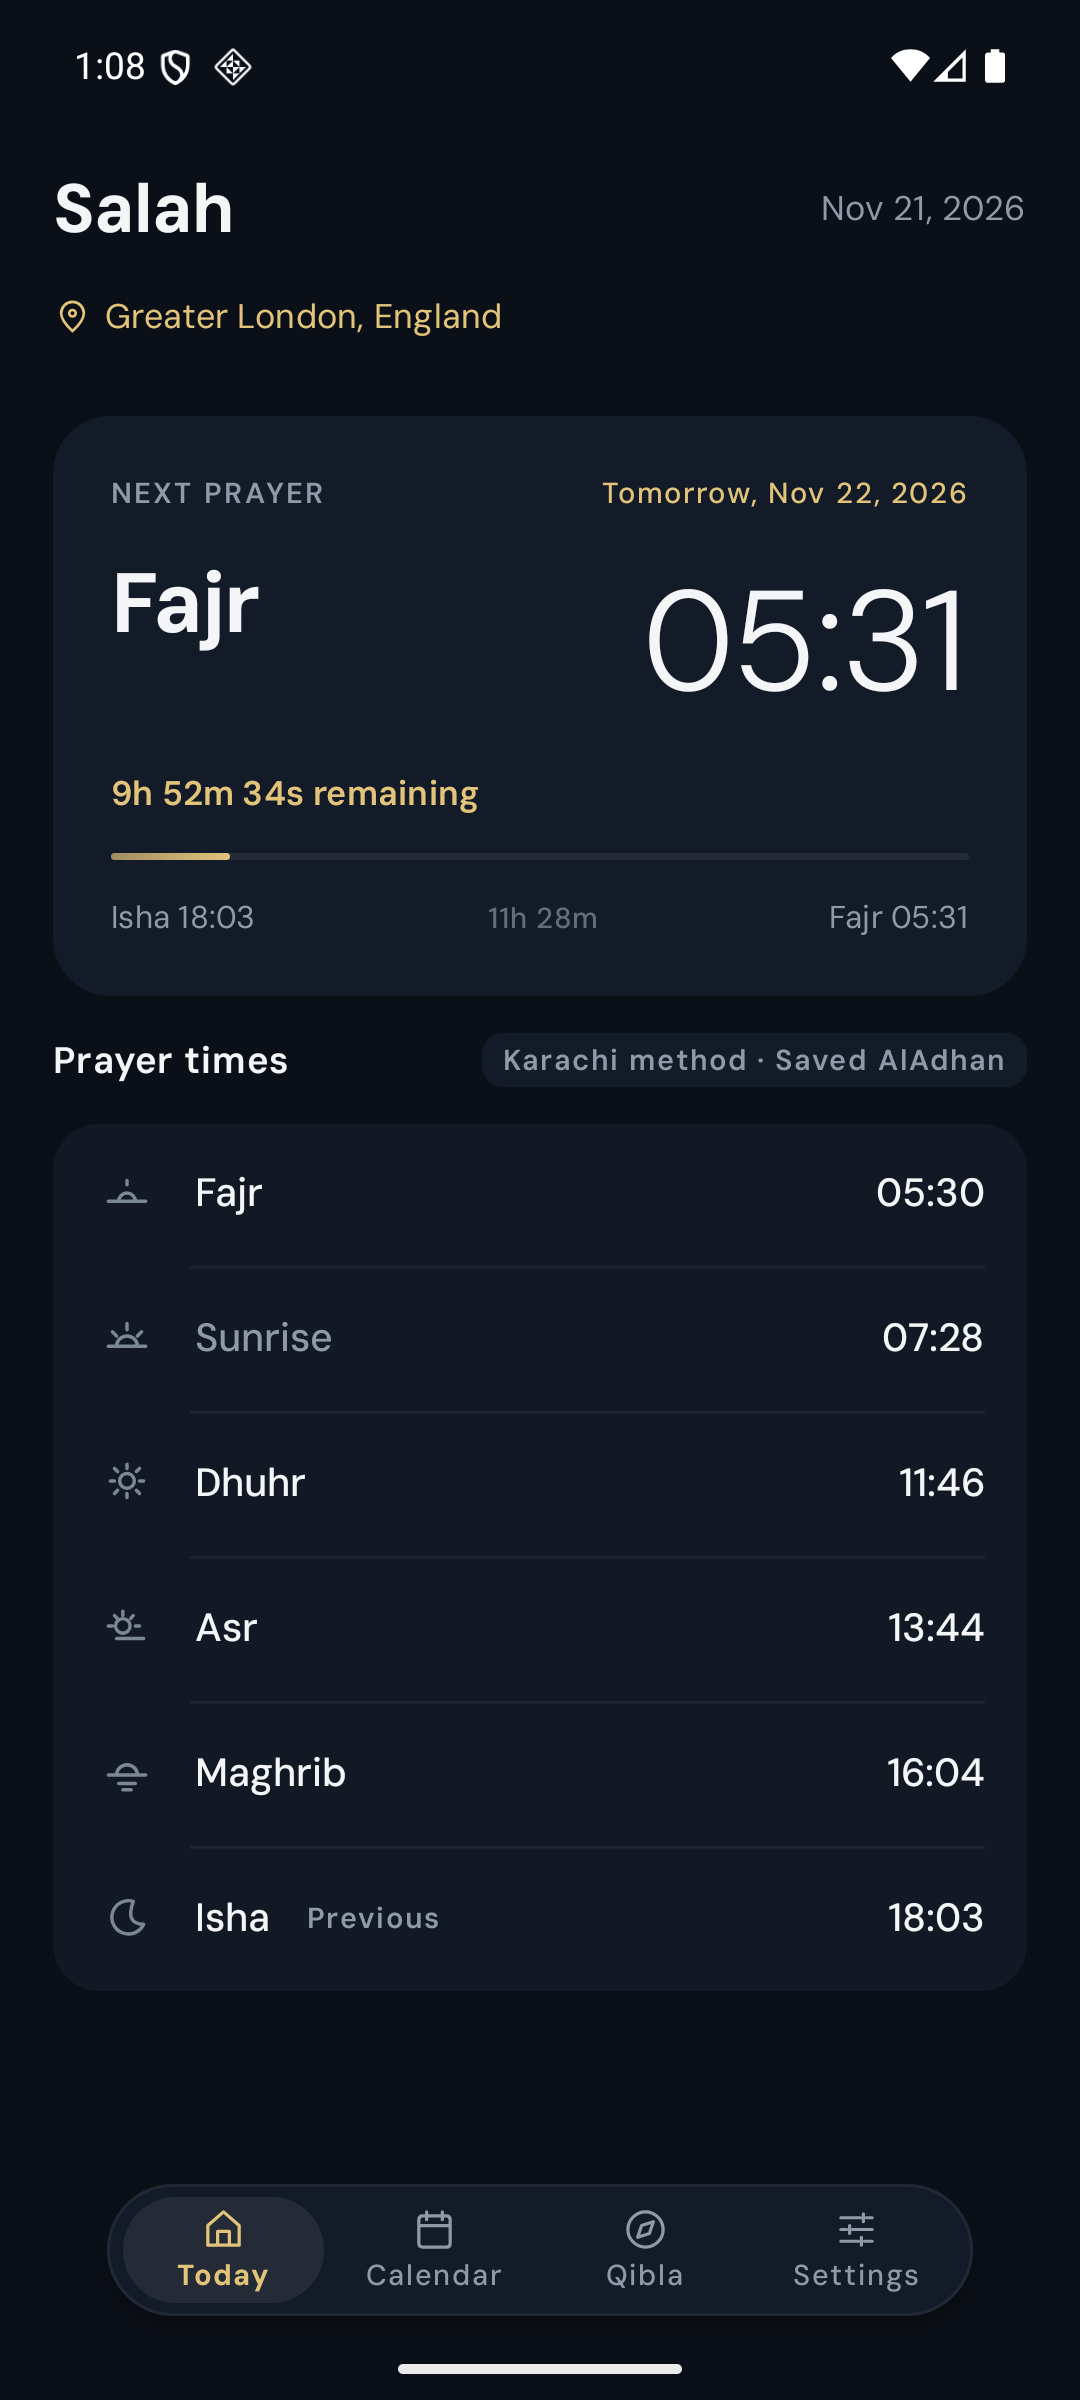 1:08
Salah
Nov 21, 2026
Greater London, England
NEXT PRAYER
Tomorrow, Nov 22, 2026
Fajr
05:31
9h 52m 34s remaining
Isha 18:03
11h 28m
Fajr 05:31
Prayer times
Karachi method · Saved AlAdhan
Fajr
05:30
Sunrise
07:28
Dhuhr
11:46
Asr
13:44
Maghrib
16:04
Isha Previous
18:03
Today
Calendar
Qibla
Settings